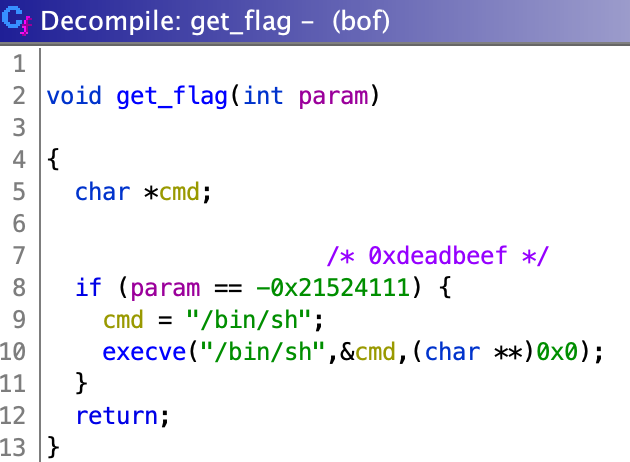 Decompile: get_flag – (bof)
1
2 void get_flag(int param)
3
4 {
5   char *cmd;
6
7                     /* 0xdeadbeef */
8   if (param == -0x21524111) {
9     cmd = "/bin/sh";
10     execve("/bin/sh",&cmd,(char **)0x0);
11   }
12   return;
13 }